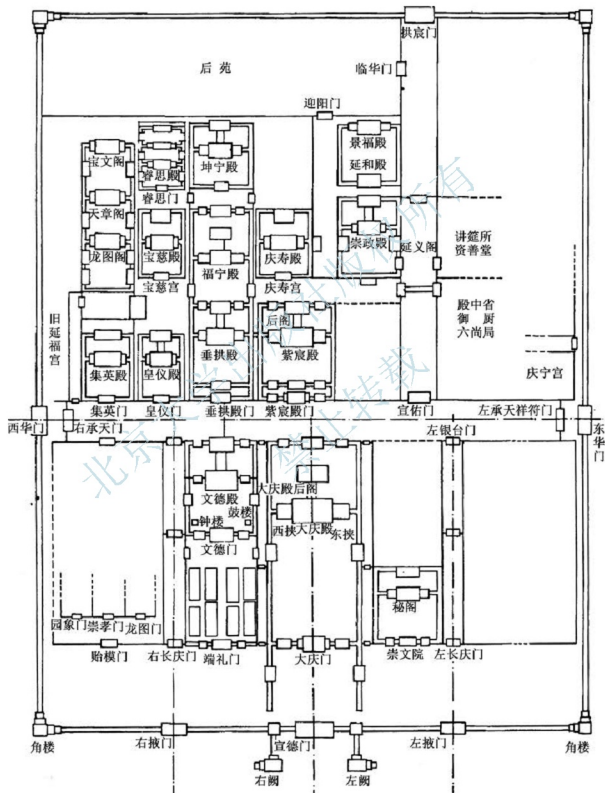 拱宸门
后苑
临华门
迎阳门
宝文阁
睿思殿
坤宁殿
景福殿
延和殿
睿思门
天章阁
龙图阁
宝慈殿
福宁殿
庆寿殿
崇政殿
延义阁
讲筵所
资善堂
宝慈宫
庆寿宫
旧延福宫
后阁
殿中省
御厨
六尚局
集英殿
皇仪殿
垂拱殿
紫宸殿
庆宁宫
集英门
皇仪门
垂拱殿门
紫宸殿门
宣佑门
左承天祥符门
西华门
右承天门
左银台门
东华门
文德殿
大庆殿后阁
钟楼
鼓楼
西挟
大庆殿
东挟
文德门
秘阁
园象门
崇孝门
龙图门
贻模门
右长庆门
端礼门
大庆门
崇文院
左长庆门
角楼
右掖门
宣德门
左掖门
角楼
右阙
左阙
北京大学出版社版权所有
禁止转载